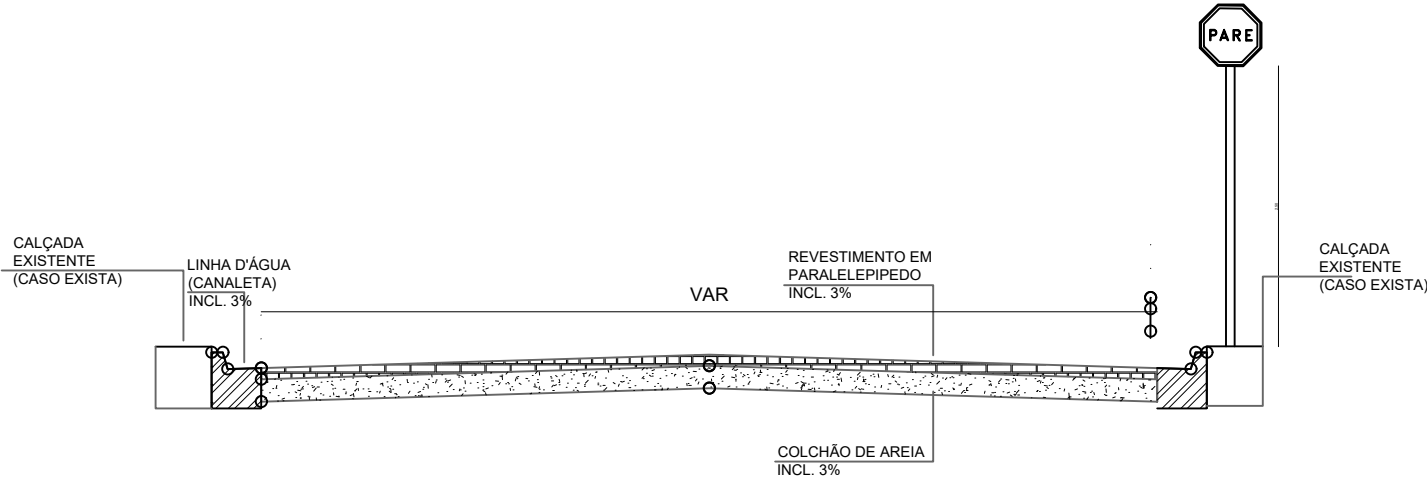 PARE
CALÇADA
EXISTENTE
(CASO EXISTA)
LINHA D'ÁGUA
(CANALETA)
INCL. 3%
VAR
REVESTIMENTO EM
PARALELEPIPEDO
INCL. 3%
CALÇADA
EXISTENTE
(CASO EXISTA)
COLCHÃO DE AREIA
INCL. 3%